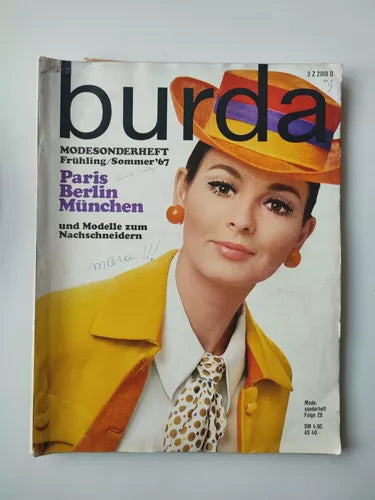 3 Z 2018 D
burda
MODESONDERHEFT
Frühling/Sommer'67
Paris
Berlin
München
und Modelle zum
Nachschneidern
mara !!!
Mode
sonderheft
Folge 28
DM 4.90
öS 40.-